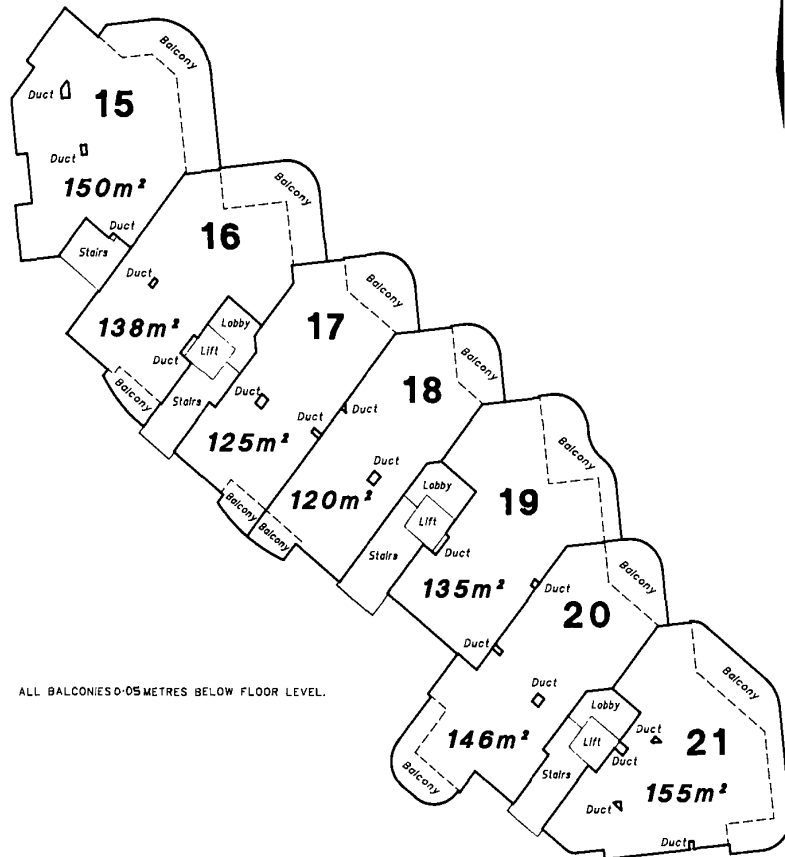 Balcony
Duct
15
Duct
150m²
Duct
Stairs
Balcony
16
Duct
138m²
Lobby
Lift
Duct
Balcony
Stairs
Balcony
17
Duct
Duct
125m²
Balcony
Balcony
18
Duct
Duct
120m²
Balcony
Lobby
Lift
Duct
Stairs
Balcony
19
135m²
Duct
Duct
Balcony
20
Duct
146m²
Balcony
Lobby
Lift
Stairs
Balcony
Duct
Duct
21
155m²
Duct
Duct
ALL BALCONIES 0·05 METRES BELOW FLOOR LEVEL.